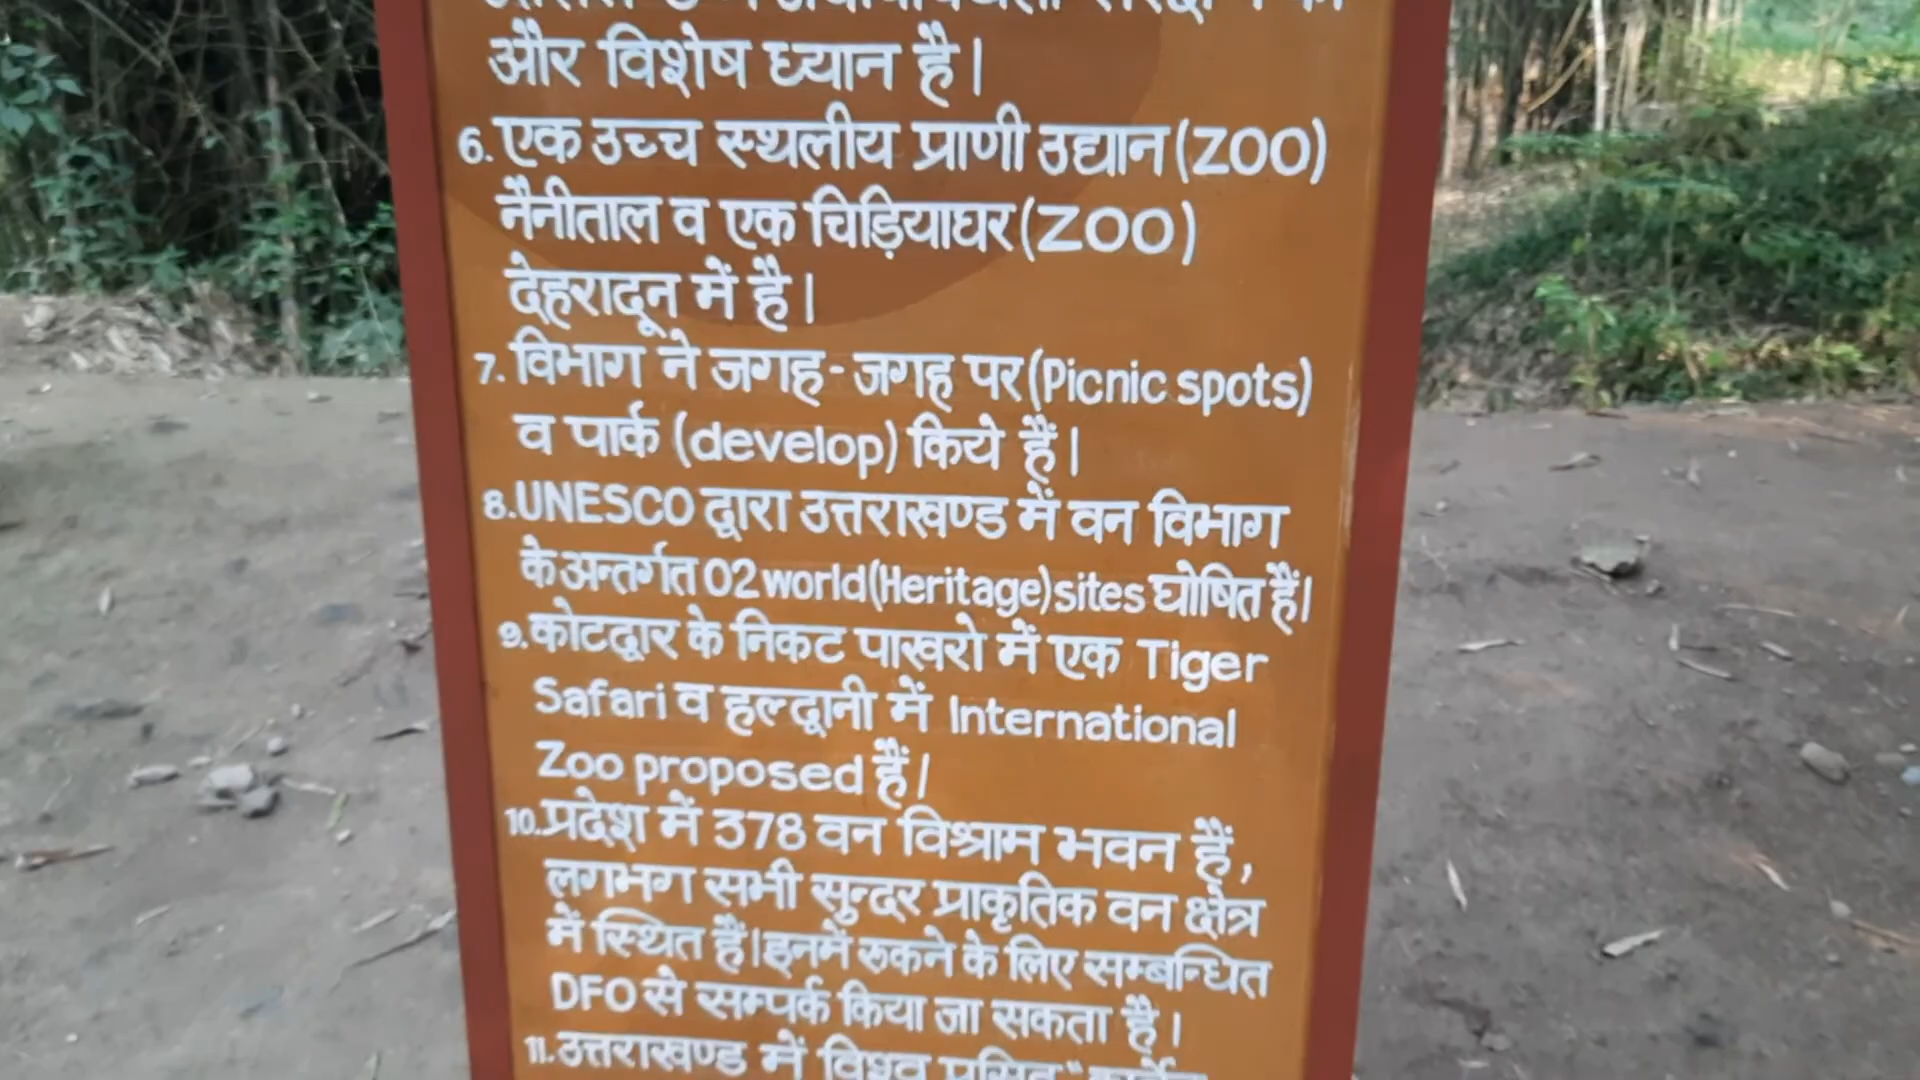 और विशेष ध्यान है।
6. एक उच्च स्थलीय प्राणी उद्यान (ZOO)
नैनीताल व एक चिड़ियाघर (ZOO)
देहरादून में है।
7. विभाग ने जगह-जगह पर (Picnic spots)
व पार्क (develop) किये हैं।
8. UNESCO द्वारा उत्तराखण्ड में वन विभाग
के अन्तर्गत 02 world (Heritage) sites घोषित हैं।
9. कोटद्वार के निकट पाखरो में एक Tiger
Safari व हल्द्वानी में International
Zoo proposed हैं।
10. प्रदेश में 378 वन विश्राम भवन हैं,
लगभग सभी सुन्दर प्राकृतिक वन क्षेत्र
में स्थित हैं। इनमें रुकने के लिए सम्बन्धित
DFO से सम्पर्क किया जा सकता है।
11. उत्तराखण्ड में विश्व